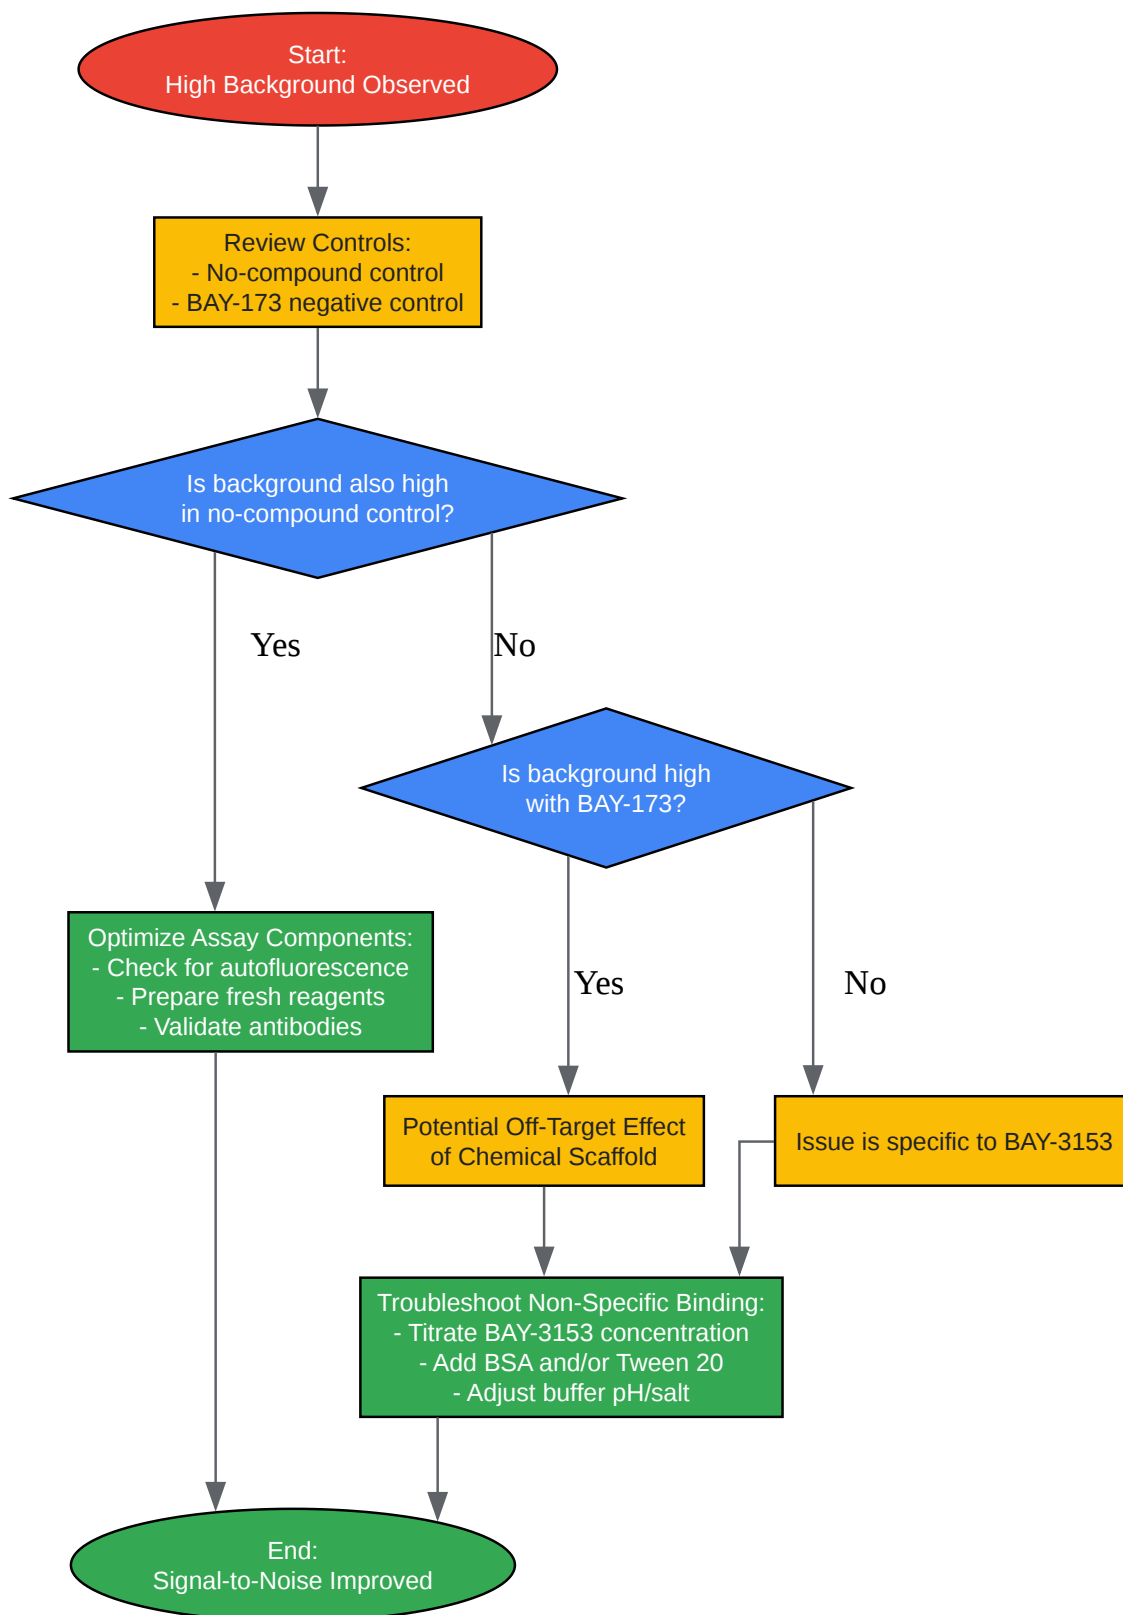 Start:
High Background Observed
Review Controls:
- No-compound control
- BAY-173 negative control
Is background also high
in no-compound control?
Yes
No
Is background high
with BAY-173?
Optimize Assay Components:
- Check for autofluorescence
- Prepare fresh reagents
- Validate antibodies
Yes
No
Potential Off-Target Effect
of Chemical Scaffold
Issue is specific to BAY-3153
Troubleshoot Non-Specific Binding:
- Titrate BAY-3153 concentration
- Add BSA and/or Tween 20
- Adjust buffer pH/salt
End:
Signal-to-Noise Improved